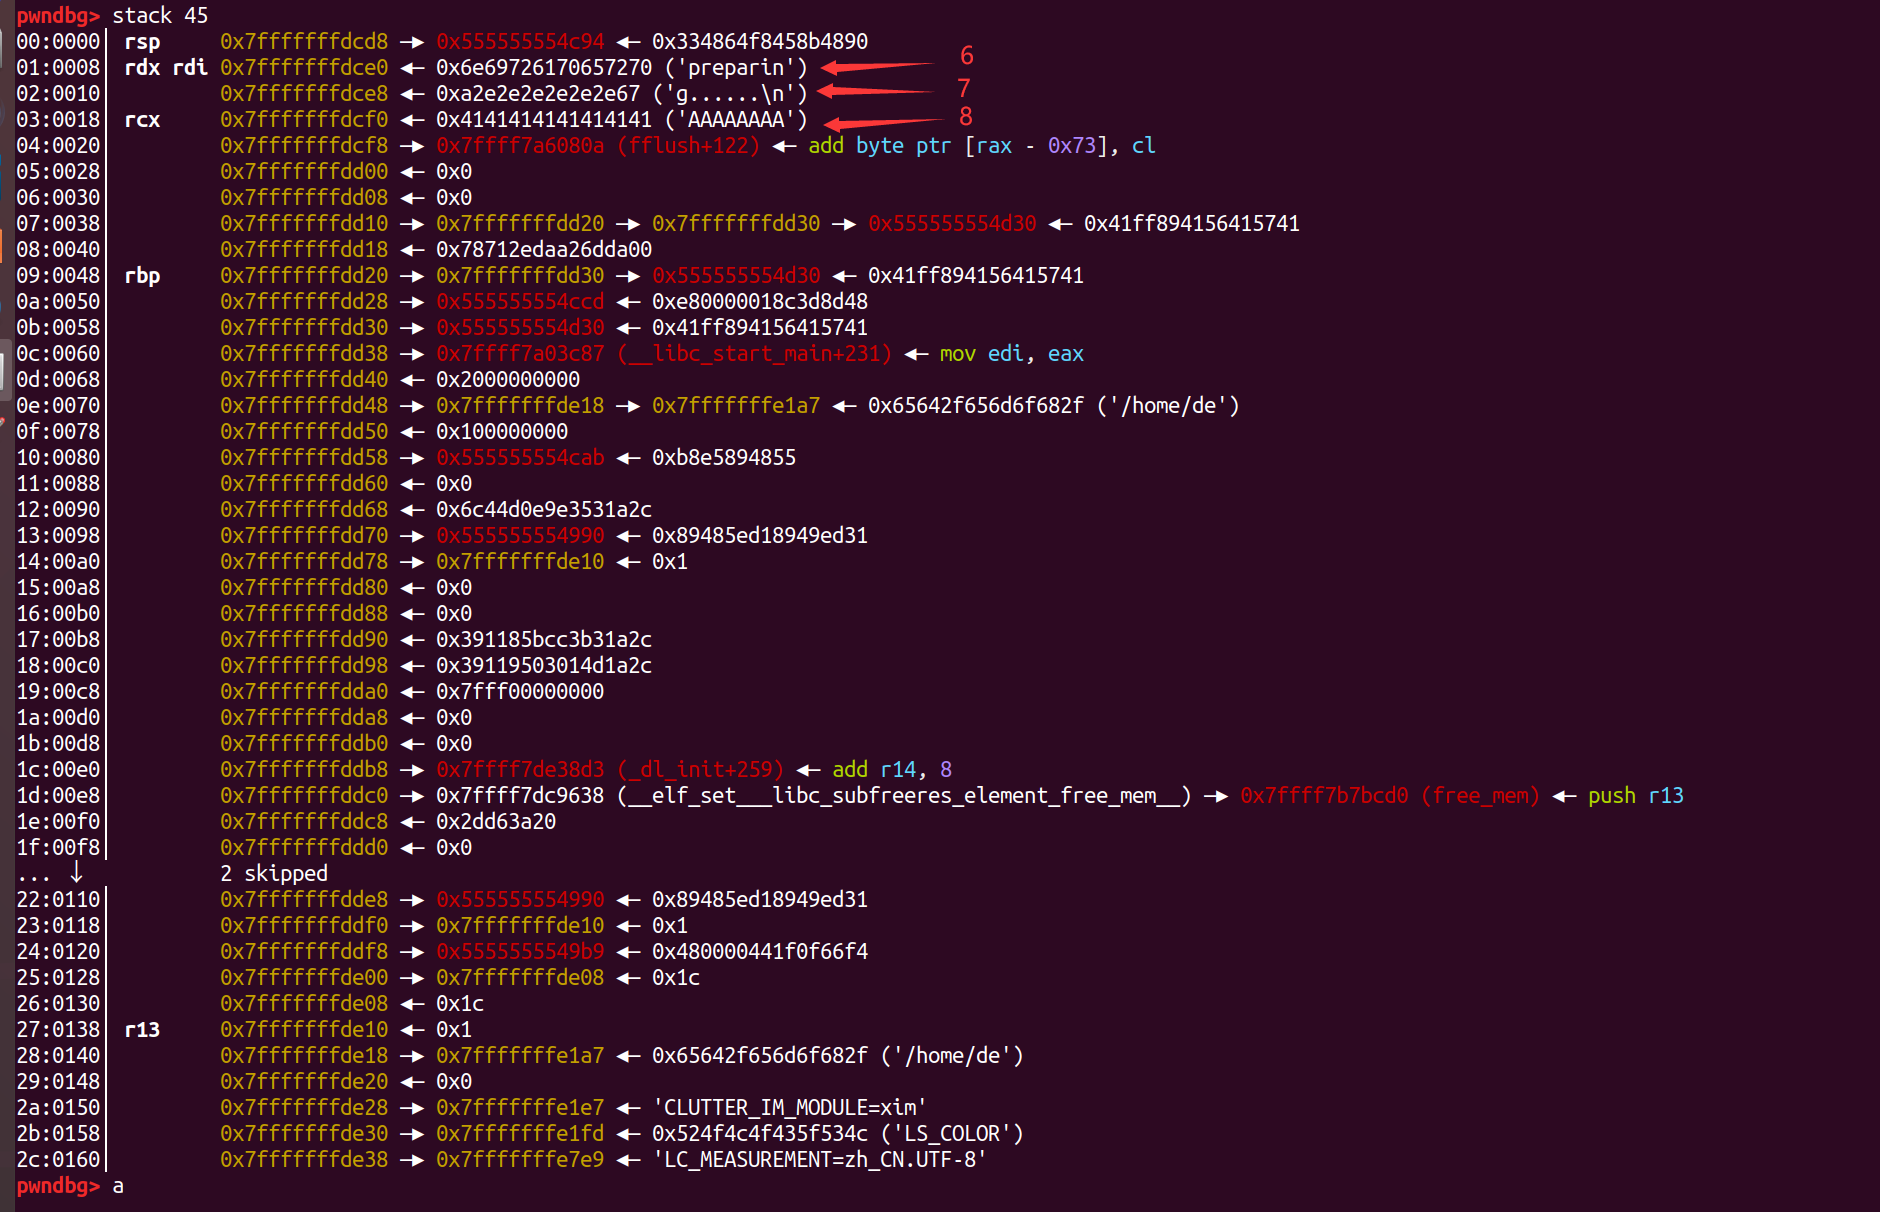 pwndbg> stack 45
00:0000│ rsp 0x7fffffffdcd8 —▸ 0x555555554c94 ◂— 0x334864f8458b4890
01:0008│ rdx rdi 0x7fffffffdce0 ◂— 0x6e69726170657270 ('preparin') 6
02:0010│ 0x7fffffffdce8 ◂— 0xa2e2e2e2e2e2e67 ('g......\n') 7
03:0018│ rcx 0x7fffffffdcf0 ◂— 0x4141414141414141 ('AAAAAAAA') 8
04:0020│ 0x7fffffffdcf8 —▸ 0x7ffff7a6080a (fflush+122) ◂— add byte ptr [rax - 0x73], cl
05:0028│ 0x7fffffffdd00 ◂— 0x0
06:0030│ 0x7fffffffdd08 ◂— 0x0
07:0038│ 0x7fffffffdd10 —▸ 0x7fffffffdd20 —▸ 0x7fffffffdd30 —▸ 0x555555554d30 ◂— 0x41ff894156415741
08:0040│ 0x7fffffffdd18 ◂— 0x78712edaa26dda00
09:0048│ rbp 0x7fffffffdd20 —▸ 0x7fffffffdd30 —▸ 0x555555554d30 ◂— 0x41ff894156415741
0a:0050│ 0x7fffffffdd28 —▸ 0x555555554ccd ◂— 0xe80000018c3d8d48
0b:0058│ 0x7fffffffdd30 —▸ 0x555555554d30 ◂— 0x41ff894156415741
0c:0060│ 0x7fffffffdd38 —▸ 0x7ffff7a03c87 (__libc_start_main+231) ◂— mov edi, eax
0d:0068│ 0x7fffffffdd40 ◂— 0x2000000000
0e:0070│ 0x7fffffffdd48 —▸ 0x7fffffffde18 —▸ 0x7fffffffe1a7 ◂— 0x65642f656d6f682f ('/home/de')
0f:0078│ 0x7fffffffdd50 ◂— 0x100000000
10:0080│ 0x7fffffffdd58 —▸ 0x555555554cab ◂— 0xb8e5894855
11:0088│ 0x7fffffffdd60 ◂— 0x0
12:0090│ 0x7fffffffdd68 ◂— 0x6c44d0e9e3531a2c
13:0098│ 0x7fffffffdd70 —▸ 0x555555554990 ◂— 0x89485ed18949ed31
14:00a0│ 0x7fffffffdd78 —▸ 0x7fffffffde10 ◂— 0x1
15:00a8│ 0x7fffffffdd80 ◂— 0x0
16:00b0│ 0x7fffffffdd88 ◂— 0x0
17:00b8│ 0x7fffffffdd90 ◂— 0x391185bcc3b31a2c
18:00c0│ 0x7fffffffdd98 ◂— 0x39119503014d1a2c
19:00c8│ 0x7fffffffdda0 ◂— 0x7fff00000000
1a:00d0│ 0x7fffffffdda8 ◂— 0x0
1b:00d8│ 0x7fffffffddb0 ◂— 0x0
1c:00e0│ 0x7fffffffddb8 —▸ 0x7ffff7de38d3 (_dl_init+259) ◂— add r14, 8
1d:00e8│ 0x7fffffffddc0 —▸ 0x7ffff7dc9638 (__elf_set___libc_subfreeres_element_free_mem__) —▸ 0x7ffff7b7bcd0 (free_mem) ◂— push r13
1e:00f0│ 0x7fffffffddc8 ◂— 0x2dd63a20
1f:00f8│ 0x7fffffffddd0 ◂— 0x0
... ↓ 2 skipped
22:0110│ 0x7fffffffdde8 —▸ 0x555555554990 ◂— 0x89485ed18949ed31
23:0118│ 0x7fffffffddf0 —▸ 0x7fffffffde10 ◂— 0x1
24:0120│ 0x7fffffffddf8 —▸ 0x5555555549b9 ◂— 0x480000441f0f66f4
25:0128│ 0x7fffffffde00 —▸ 0x7fffffffde08 ◂— 0x1c
26:0130│ 0x7fffffffde08 ◂— 0x1c
27:0138│ r13 0x7fffffffde10 ◂— 0x1
28:0140│ 0x7fffffffde18 —▸ 0x7fffffffe1a7 ◂— 0x65642f656d6f682f ('/home/de')
29:0148│ 0x7fffffffde20 ◂— 0x0
2a:0150│ 0x7fffffffde28 —▸ 0x7fffffffe1e7 ◂— 'CLUTTER_IM_MODULE=xim'
2b:0158│ 0x7fffffffde30 —▸ 0x7fffffffe1fd ◂— 0x524f4c4f435f534c ('LS_COLOR')
2c:0160│ 0x7fffffffde38 —▸ 0x7fffffffe7e9 ◂— 'LC_MEASUREMENT=zh_CN.UTF-8'
pwndbg> a